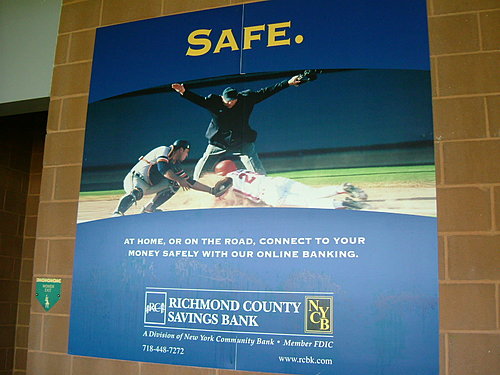 SAFE.
AT HOME, OR ON THE ROAD, CONNECT TO YOUR
MONEY SAFELY WITH OUR ONLINE BANKING.
RICHMOND COUNTY
SAVINGS BANK
NY
CB
A Division of New York Community Bank • Member FDIC
718-448-7272
www.rcbk.com